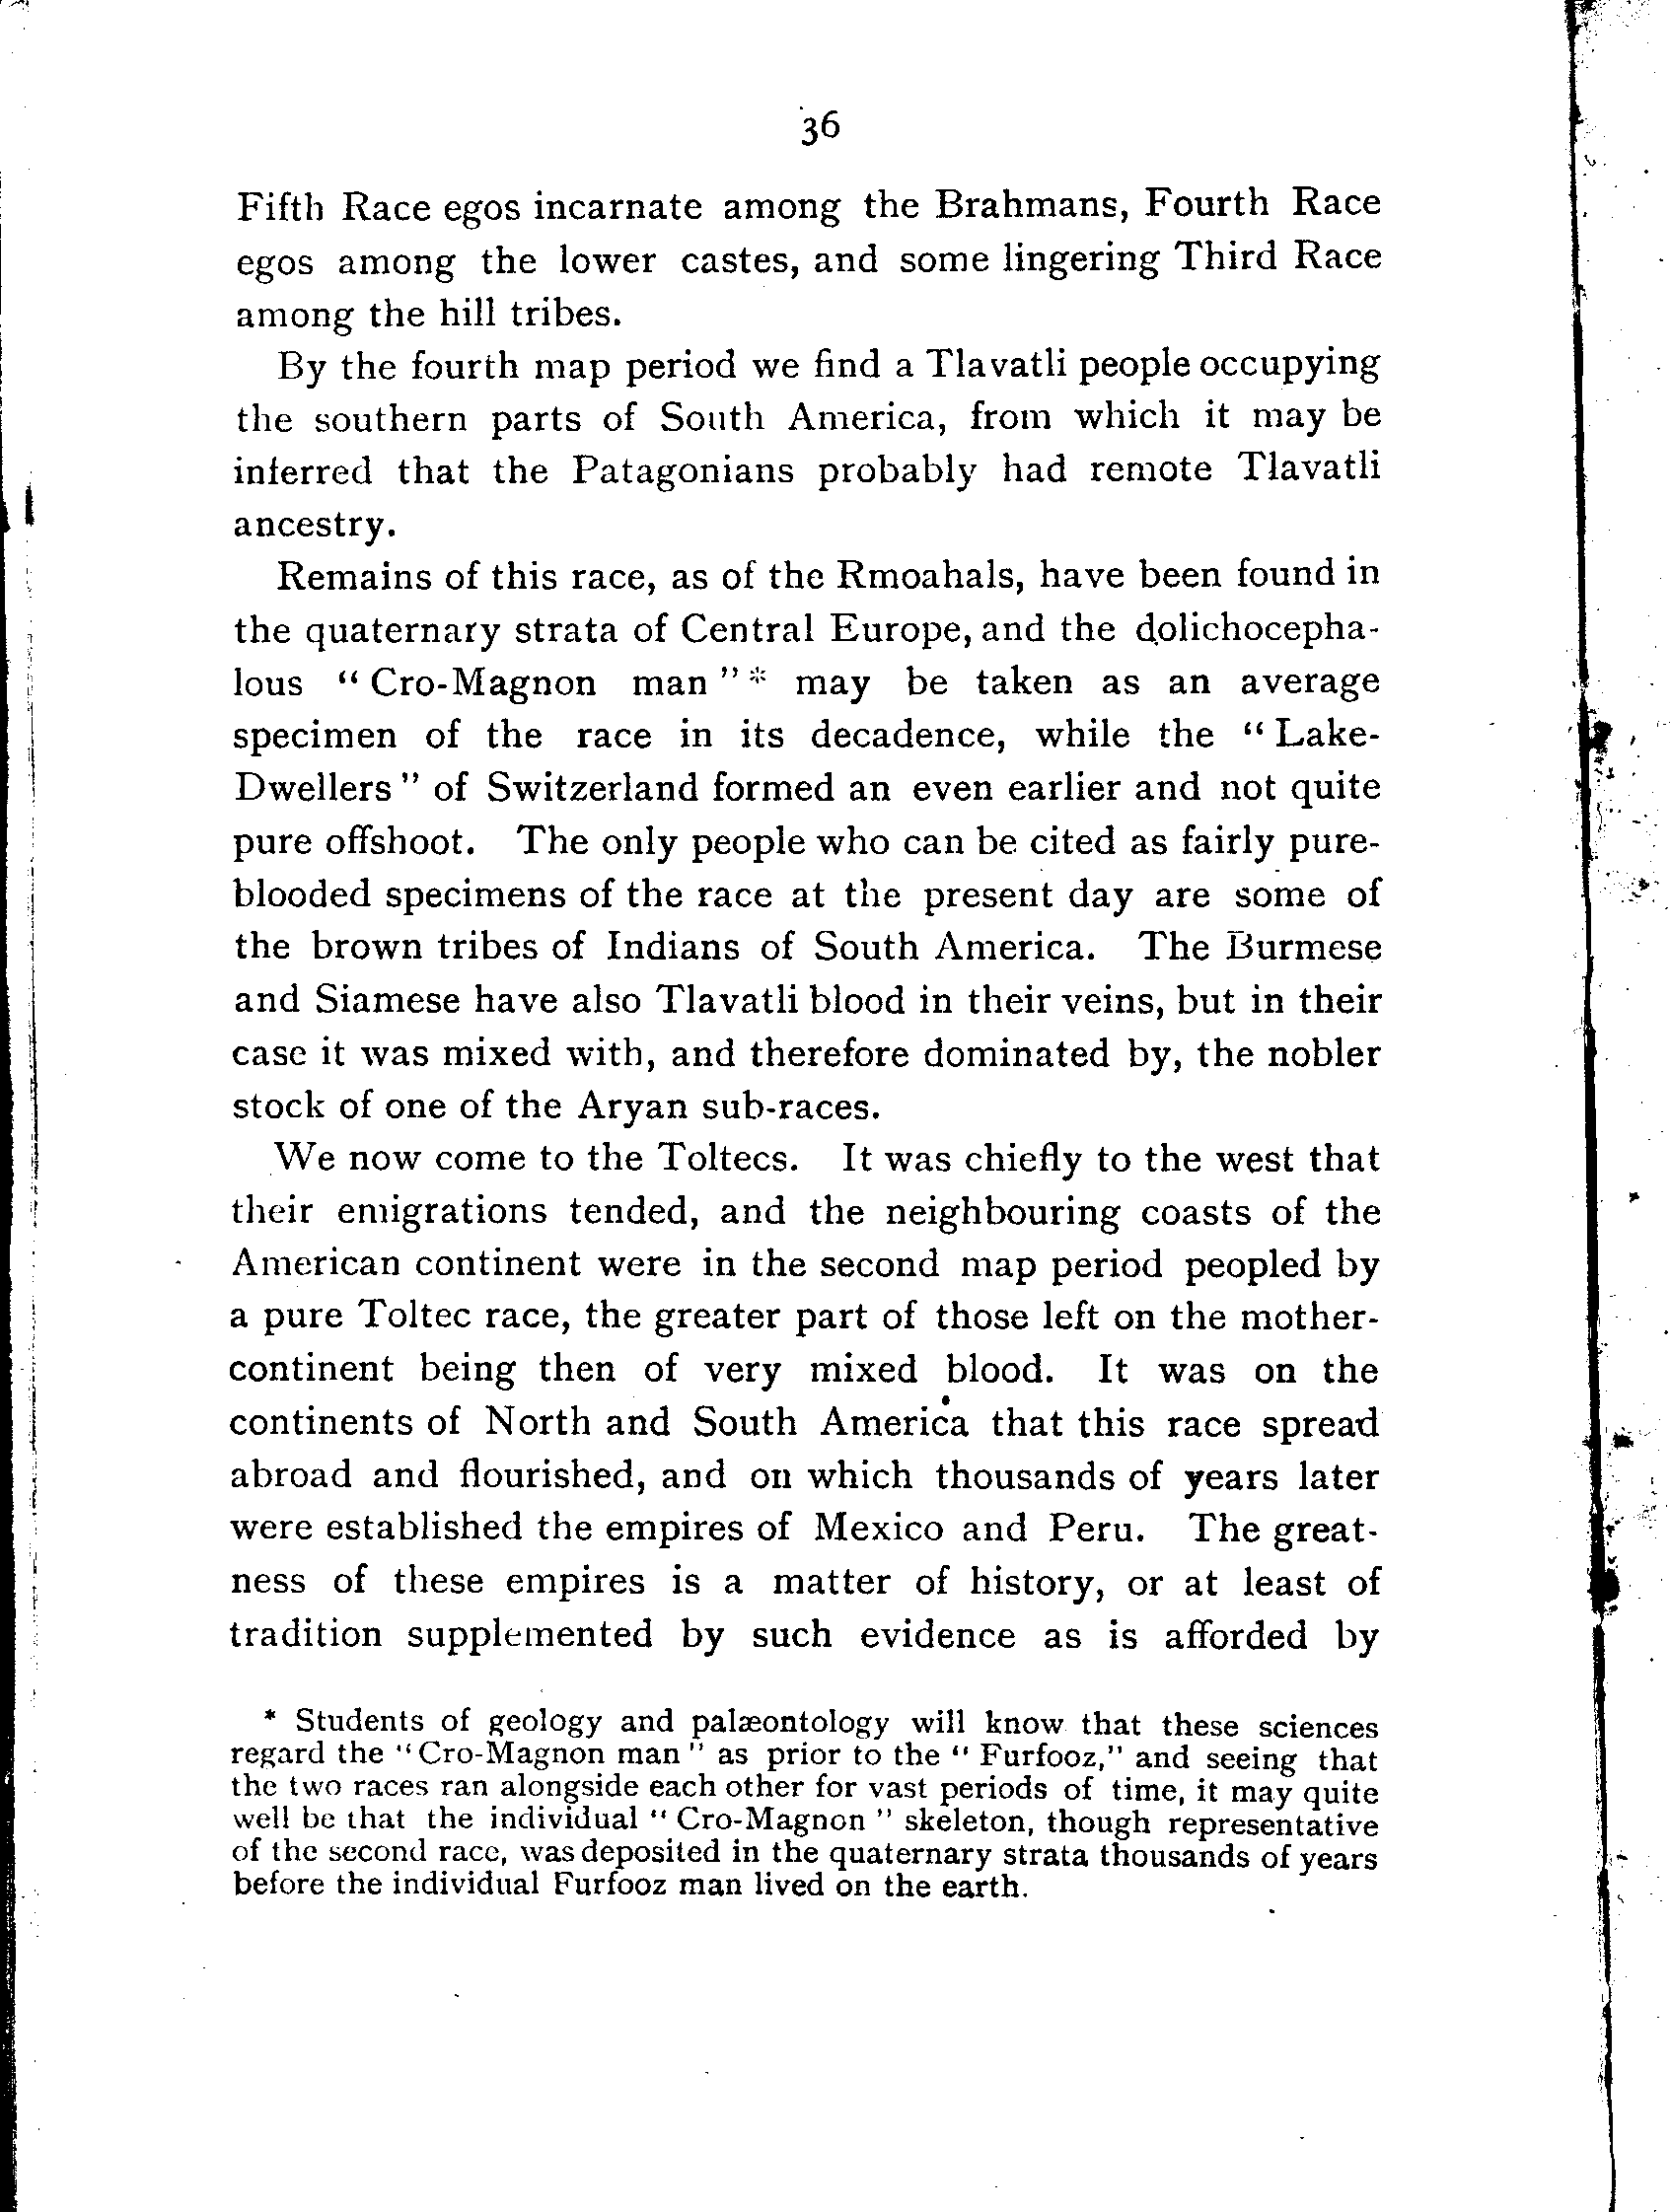 36
Fifth Race egos incarnate among the Brahmans, Fourth Race
egos among the lower castes, and some lingering Third Race
among the hill tribes.
By the fourth map period we find a Tlavatli people occupying
the southern parts of South America, from which it may be
inferred that the Patagonians probably had remote Tlavatli
ancestry.
Remains of this race, as of the Rmoahals, have been found in
the quaternary strata of Central Europe, and the dolichocepha-
lous “Cro-Magnon man”* may be taken as an average
specimen of the race in its decadence, while the “Lake-
Dwellers” of Switzerland formed an even earlier and not quite
pure offshoot. The only people who can be cited as fairly pure-
blooded specimens of the race at the present day are some of
the brown tribes of Indians of South America. The Burmese
and Siamese have also Tlavatli blood in their veins, but in their
case it was mixed with, and therefore dominated by, the nobler
stock of one of the Aryan sub-races.
We now come to the Toltecs. It was chiefly to the west that
their emigrations tended, and the neighbouring coasts of the
American continent were in the second map period peopled by
a pure Toltec race, the greater part of those left on the mother-
continent being then of very mixed blood. It was on the
continents of North and South America that this race spread
abroad and flourished, and on which thousands of years later
were established the empires of Mexico and Peru. The great-
ness of these empires is a matter of history, or at least of
tradition supplemented by such evidence as is afforded by
* Students of geology and palæontology will know that these sciences
regard the “Cro-Magnon man” as prior to the “Furfooz,” and seeing that
the two races ran alongside each other for vast periods of time, it may quite
well be that the individual “Cro-Magnon” skeleton, though representative
of the second race, was deposited in the quaternary strata thousands of years
before the individual Furfooz man lived on the earth.